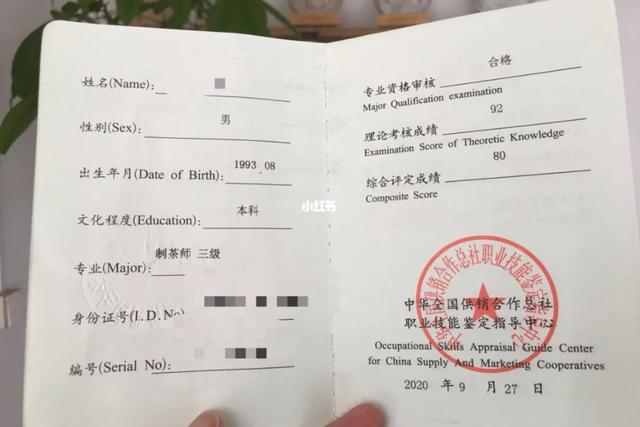 姓名(Name):
性别(Sex): 男
出生年月(Date of Birth): 1993.08
文化程度(Education): 本科
专业(Major): 制茶师 三级
身份证号(I.D.No
编号(Serial No):
小红书
专业资格审核 合格
Major Qualification examination
理论考核成绩 92
Examination Score of Theoretic Knowledge
综合评定成绩 80
Composite Score
中华全国供销合作总社
职业技能鉴定指导中心
Occupational Skills Appraisal Guide Center
for China Supply And Marketing Cooperatives
2020 年 9 月 27 日